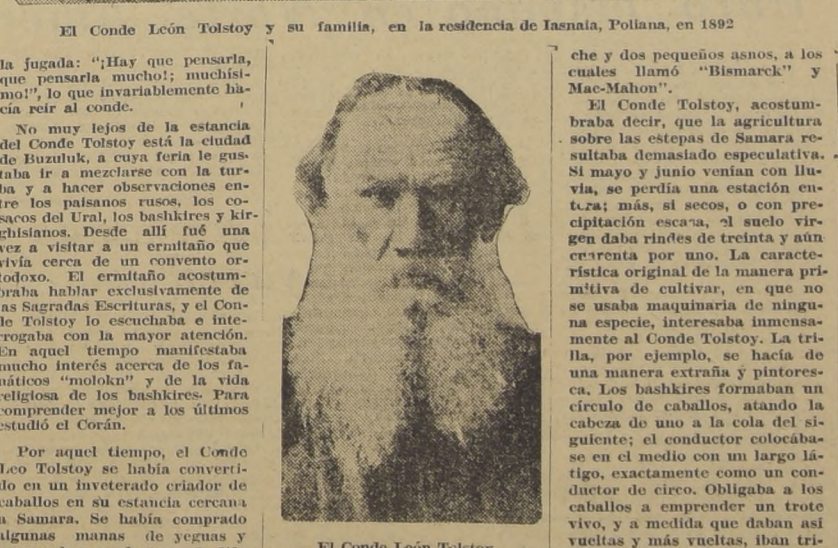 El Conde León Tolstoy y su familia, en la residencia de Iasnaia, Poliana, en 1892
la jugada: "¡Hay que pensarla,
que pensarla mucho!; muchísi-
mo!", lo que invariablemente ha-
cía reir al conde.
No muy lejos de la estancia
del Conde Tolstoy está la ciudad
de Buzuluk, a cuya feria le gus-
taba ir a mezclarse con la tur-
ba y a hacer observaciones en-
tre los paisanos rusos, los co-
sacos del Ural, los bashkires y kir-
ghisianos. Desde allí fué una
vez a visitar a un ermitaño que
vivía cerca de un convento or-
todoxo. El ermitaño acostum-
braba hablar exclusivamente de
las Sagradas Escrituras, y el Con-
de Tolstoy lo escuchaba e inte-
rrogaba con la mayor atención.
En aquel tiempo manifestaba
mucho interés acerca de los fa-
náticos "molokn" y de la vida
religiosa de los bashkires. Para
comprender mejor a los últimos
estudió el Corán.
Por aquel tiempo, el Conde
Leo Tolstoy se había converti-
do en un inveterado criador de
caballos en su estancia cercana
a Samara. Se había comprado
algunas manas de yeguas y
El Conde León Tolstoy
che y dos pequeños asnos, a los
cuales llamó "Bismarck" y
Mac-Mahon".
El Conde Tolstoy, acostum-
braba decir, que la agricultura
sobre las estepas de Samara re-
sultaba demasiado especulativa.
Si mayo y junio venían con llu-
via, se perdía una estación en-
tera; más, si secos, o con pre-
cipitación escasa, el suelo vir-
gen daba rindes de treinta y aún
cuarenta por uno. La caracte-
rística original de la manera pri-
mitiva de cultivar, en que no
se usaba maquinaria de ningu-
na especie, interesaba inmensa-
mente al Conde Tolstoy. La tri-
lla, por ejemplo, se hacía de
una manera extraña y pintores-
ca. Los bashkires formaban un
círculo de caballos, atando la
cabeza de uno a la cola del si-
guiente; el conductor colocába-
se en el medio con un largo lá-
tigo, exactamente como un con-
ductor de circo. Obligaba a los
caballos a emprender un trote
vivo, y a medida que daban así
vueltas y más vueltas, iban tri-